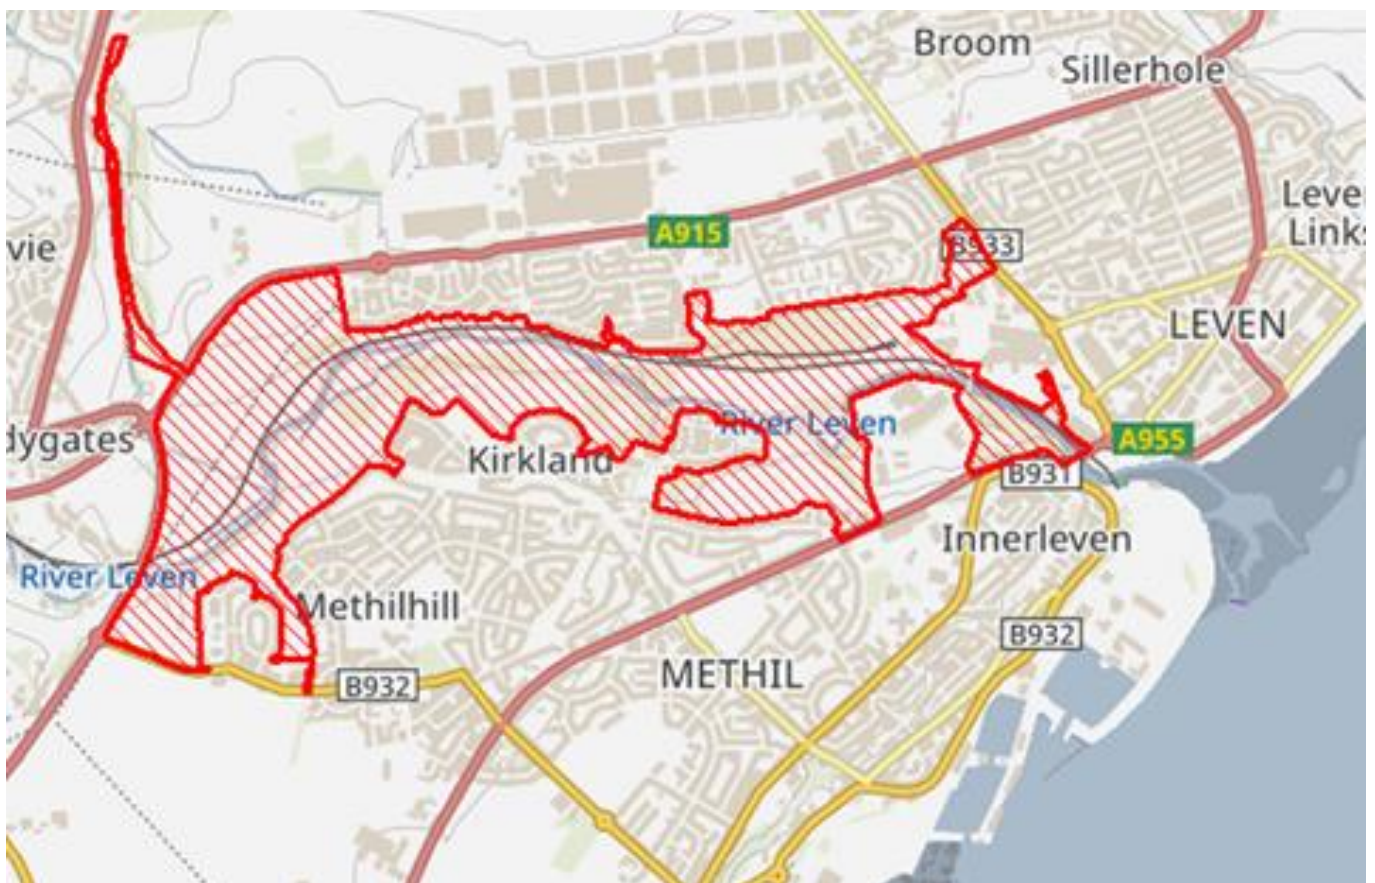 Broom
Sillerhole
A915
B933
Leve
Links
vie
LEVEN
dygates
River Leven
A955
Kirkland
B931
Innerleven
River Leven
Methilhill
B932
METHIL
B932